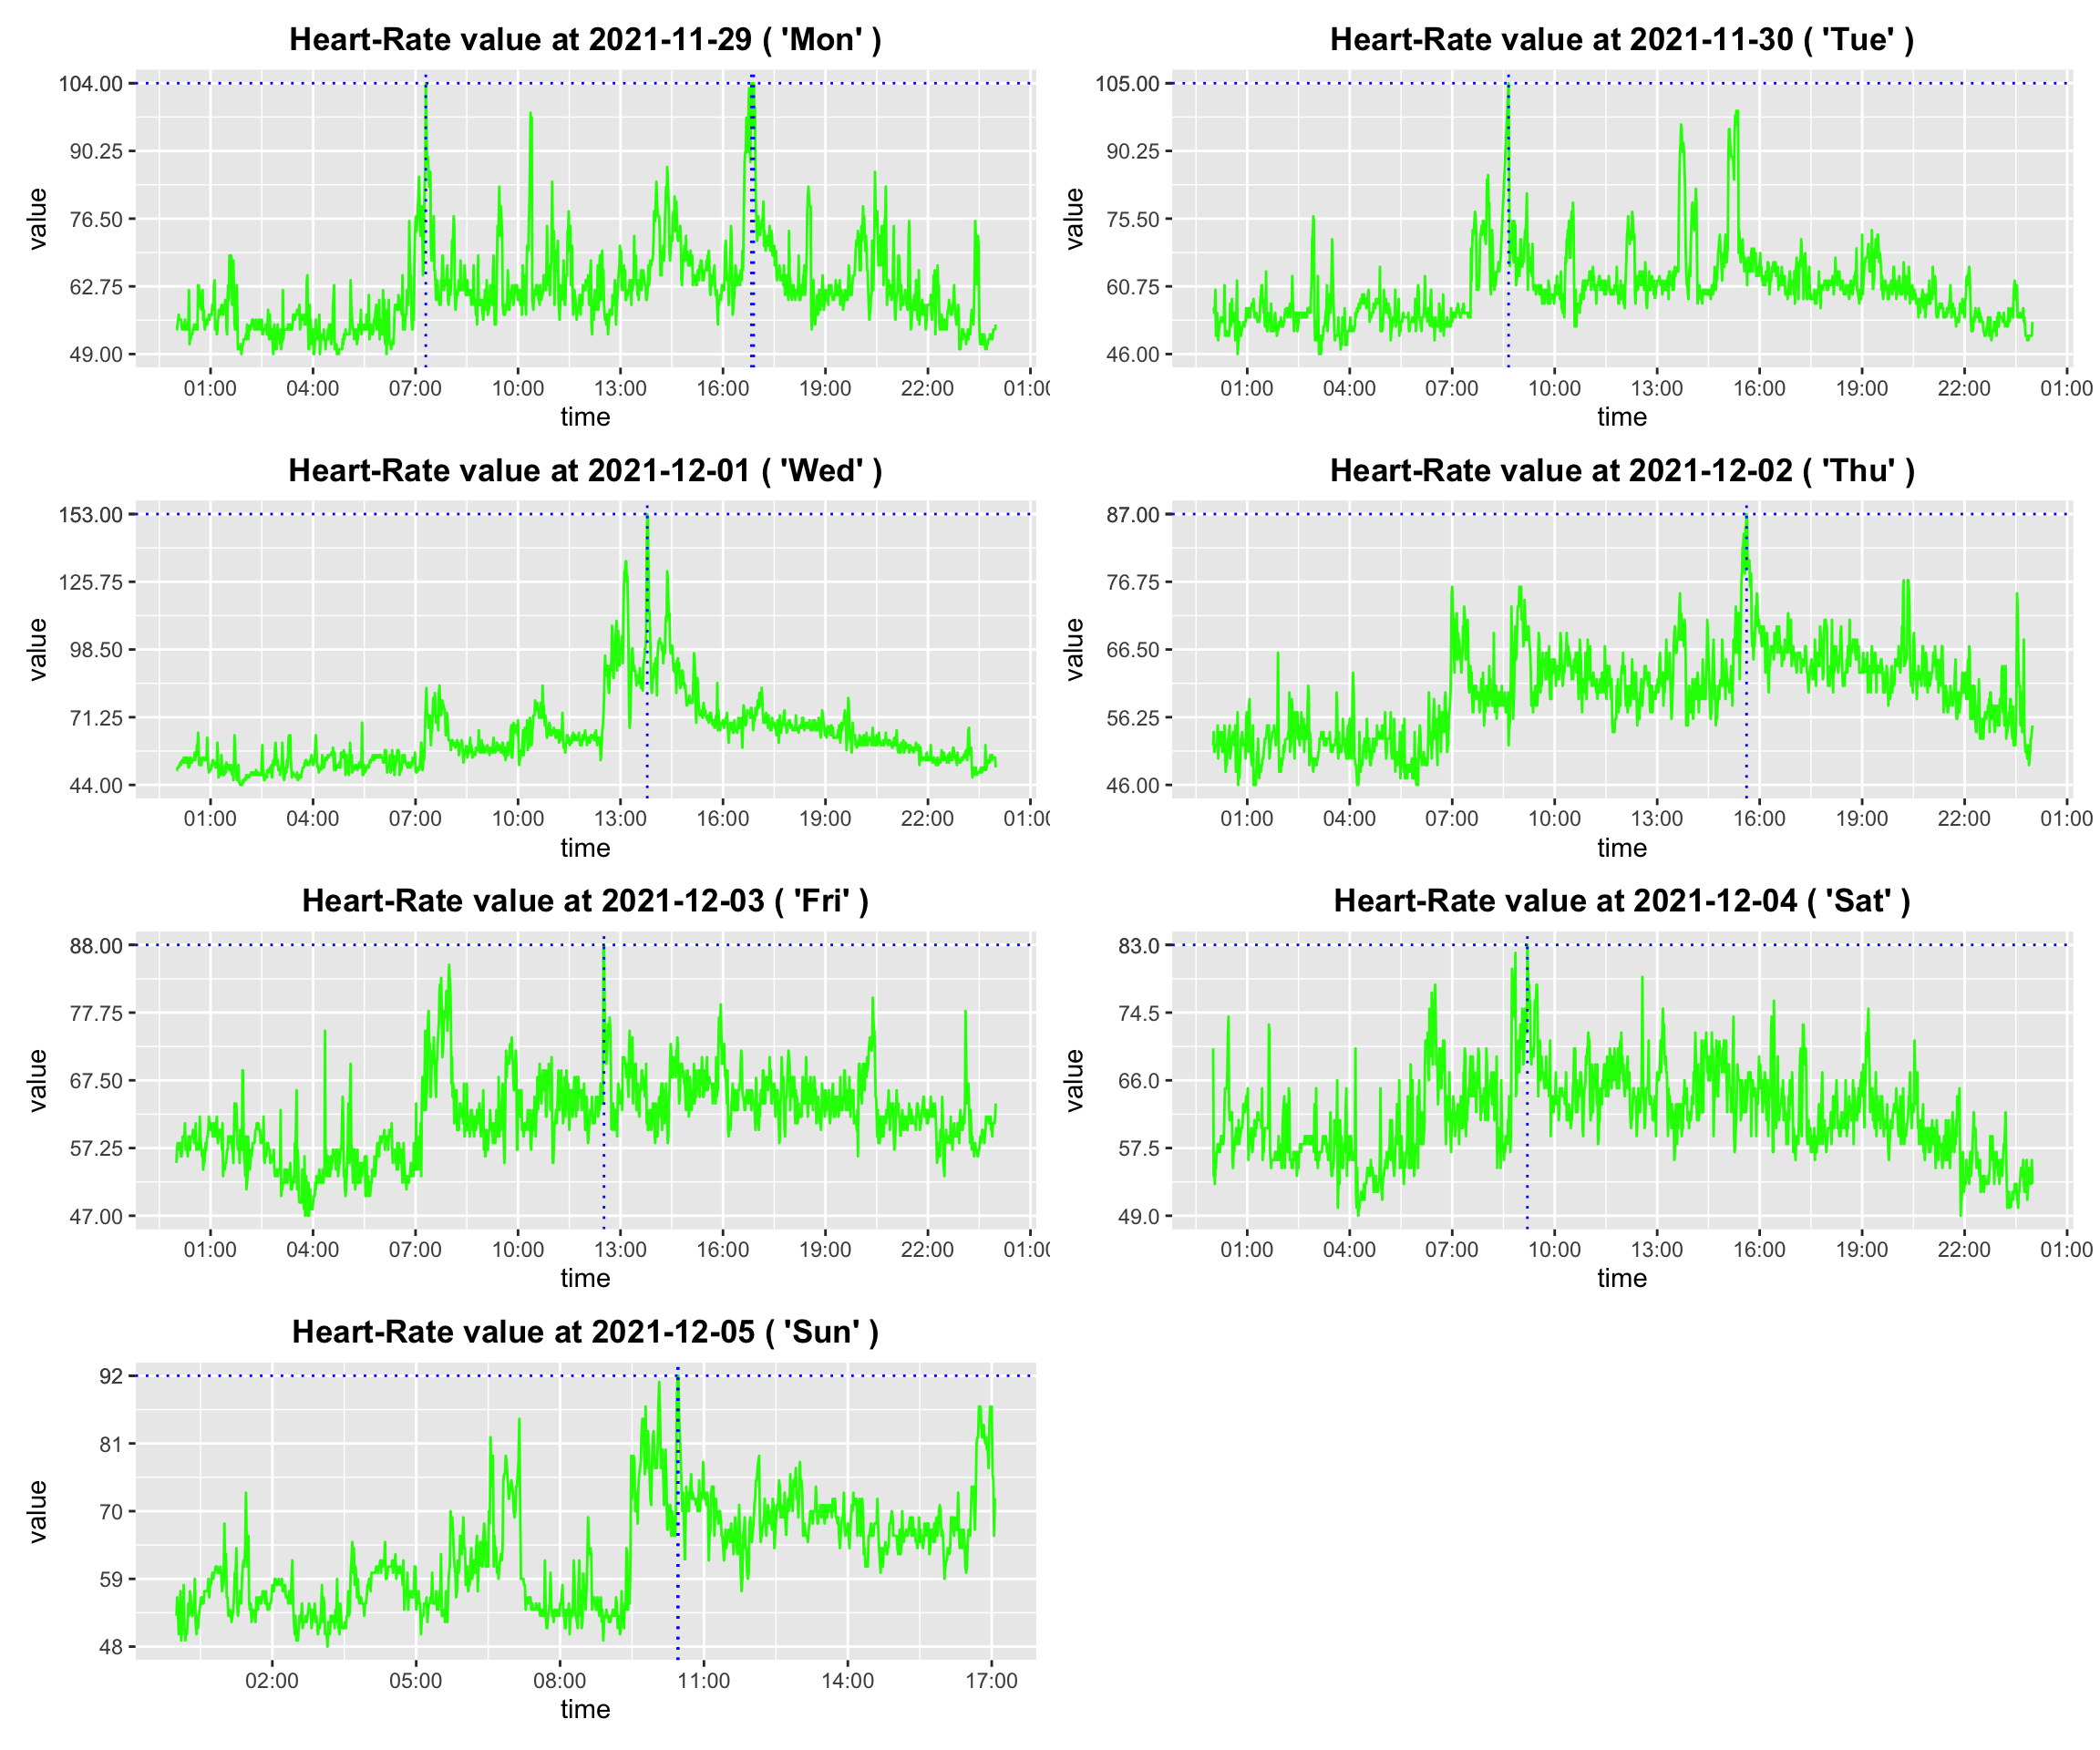 Heart-Rate value at 2021-11-29 ( 'Mon' )
104.00
90.25
76.50
62.75
49.00
value
01:00 04:00 07:00 10:00 13:00 16:00 19:00 22:00 01:00
time
Heart-Rate value at 2021-11-30 ( 'Tue' )
105.00
90.25
75.50
60.75
46.00
value
01:00 04:00 07:00 10:00 13:00 16:00 19:00 22:00 01:00
time
Heart-Rate value at 2021-12-01 ( 'Wed' )
153.00
125.75
98.50
71.25
44.00
value
01:00 04:00 07:00 10:00 13:00 16:00 19:00 22:00 01:00
time
Heart-Rate value at 2021-12-02 ( 'Thu' )
87.00
76.75
66.50
56.25
46.00
value
01:00 04:00 07:00 10:00 13:00 16:00 19:00 22:00 01:00
time
Heart-Rate value at 2021-12-03 ( 'Fri' )
88.00
77.75
67.50
57.25
47.00
value
01:00 04:00 07:00 10:00 13:00 16:00 19:00 22:00 01:00
time
Heart-Rate value at 2021-12-04 ( 'Sat' )
83.0
74.5
66.0
57.5
49.0
value
01:00 04:00 07:00 10:00 13:00 16:00 19:00 22:00 01:00
time
Heart-Rate value at 2021-12-05 ( 'Sun' )
92
81
70
59
48
value
02:00 05:00 08:00 11:00 14:00 17:00
time